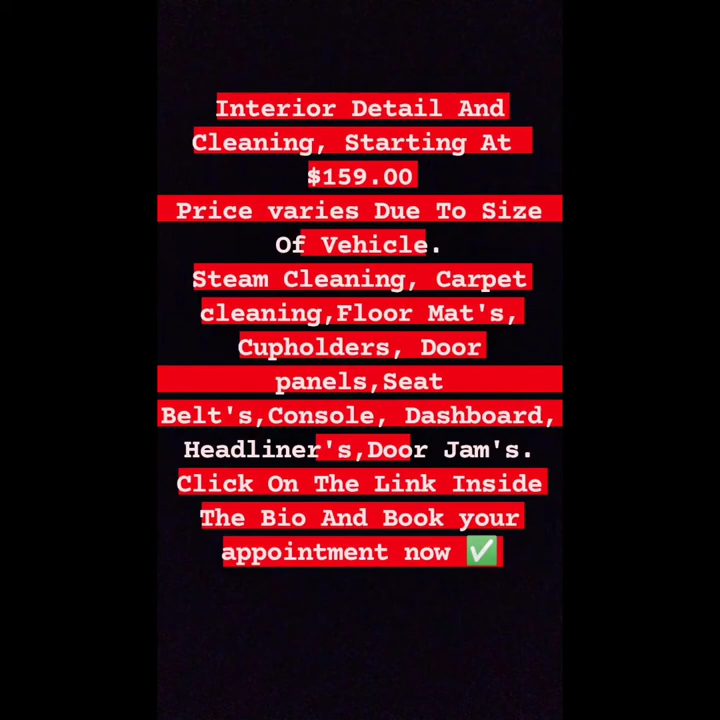 Interior Detail And
Cleaning, Starting At
$159.00
Price varies Due To Size
Of Vehicle.
Steam Cleaning, Carpet
cleaning,Floor Mat's,
Cupholders, Door
panels,Seat
Belt's,Console, Dashboard,
Headliner's,Door Jam's.
Click On The Link Inside
The Bio And Book your
appointment now ✅